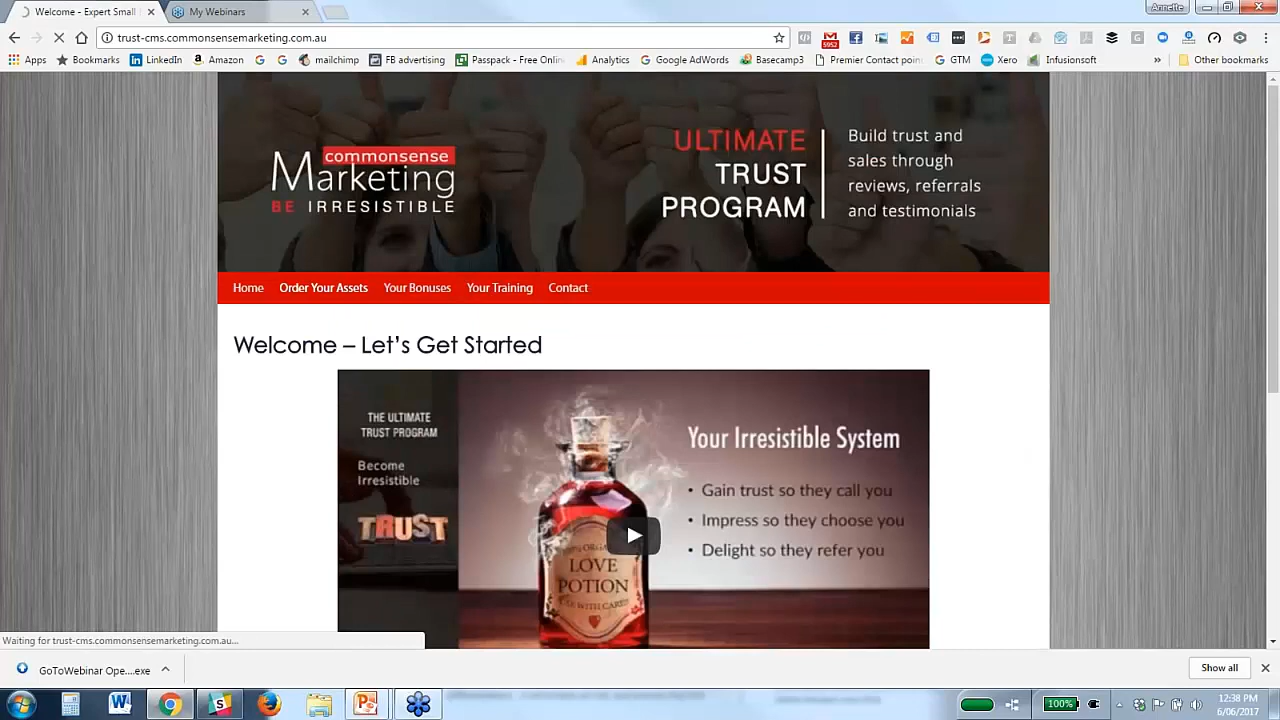 Welcome - Expert Small
My Webinars
Annette
trust-cms.commonsensemarketing.com.au
5952
Apps
Bookmark
LinkedIn
Amazon
mailchimp
FB advertising
Passpack - Free Onlin
Analytics
Google AdWords
Basecamp3
Premier Contact poin
GTM
Xero
Infusionsoft
»
Other bookmarks
commonsense
Marketing
BE IRRESISTIBLE
ULTIMATE
TRUST
PROGRAM
Build trust and
sales through
reviews, referrals
and testimonials
Home
Order Your Assets
Your Bonuses
Your Training
Contact
Welcome – Let's Get Started
THE ULTIMATE
TRUST PROGRAM
Become
Irresistible
TRUST
LOVE
POTION
Your Irresistible System
• Gain trust so they call you
• Impress so they choose you
• Delight so they refer you
Waiting for trust-cms.commonsensemarketing.com.au...
GoToWebinar Ope....exe
Show all
100%
12:38 PM
6/06/2017